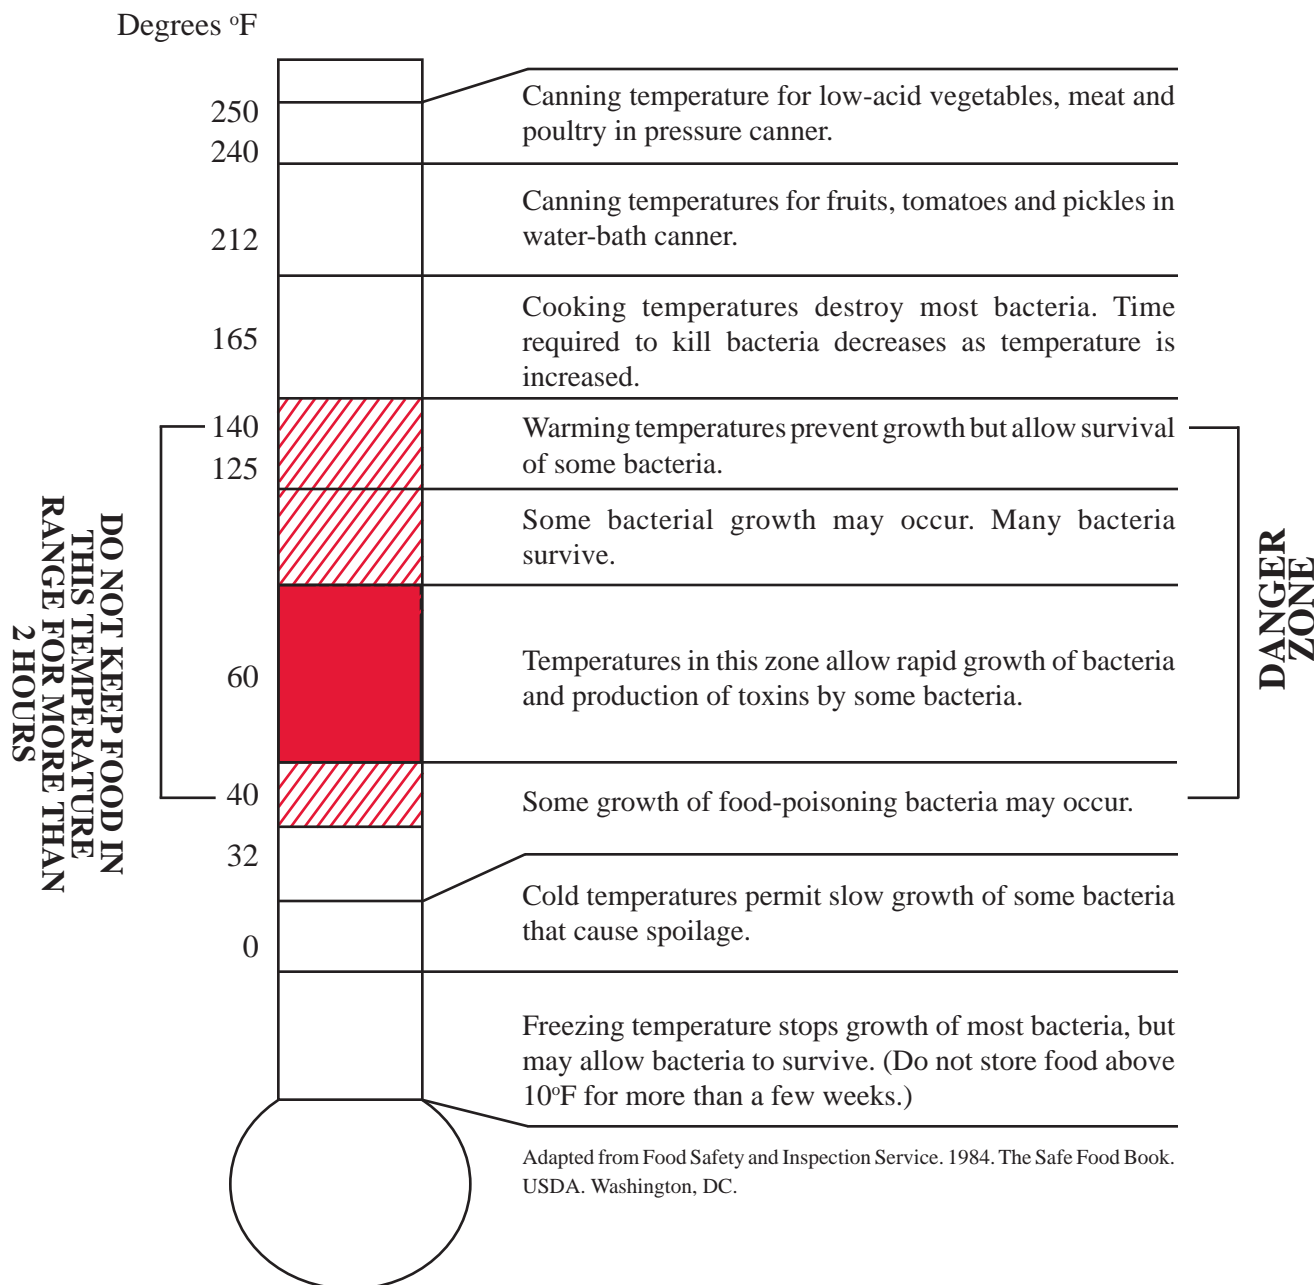 Degrees °F
250
240
212
165
140
125
60
40
32
0
Canning temperature for low-acid vegetables, meat and
poultry in pressure canner.
Canning temperatures for fruits, tomatoes and pickles in
water-bath canner.
Cooking temperatures destroy most bacteria. Time
required to kill bacteria decreases as temperature is
increased.
Warming temperatures prevent growth but allow survival
of some bacteria.
Some bacterial growth may occur. Many bacteria
survive.
Temperatures in this zone allow rapid growth of bacteria
and production of toxins by some bacteria.
Some growth of food-poisoning bacteria may occur.
Cold temperatures permit slow growth of some bacteria
that cause spoilage.
Freezing temperature stops growth of most bacteria, but
may allow bacteria to survive. (Do not store food above
10°F for more than a few weeks.)
DO NOT KEEP FOOD IN
THIS TEMPERATURE
RANGE FOR MORE THAN
2 HOURS
DANGER
ZONE
Adapted from Food Safety and Inspection Service. 1984. The Safe Food Book.
USDA. Washington, DC.